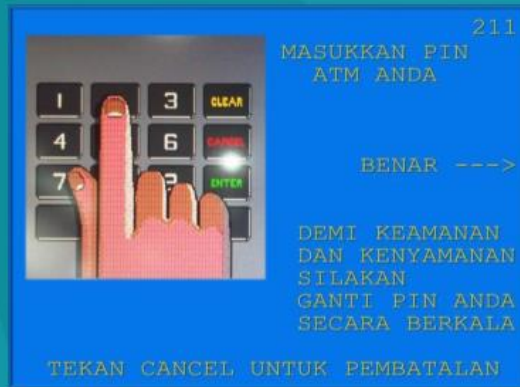 211
MASUKKAN PIN
ATM ANDA
1
3
CLEAR
4
6
CANCEL
7
ENTER
BENAR --->
DEMI KEAMANAN
DAN KENYAMANAN
SILAKAN
GANTI PIN ANDA
SECARA BERKALA
TEKAN CANCEL UNTUK PEMBATALAN